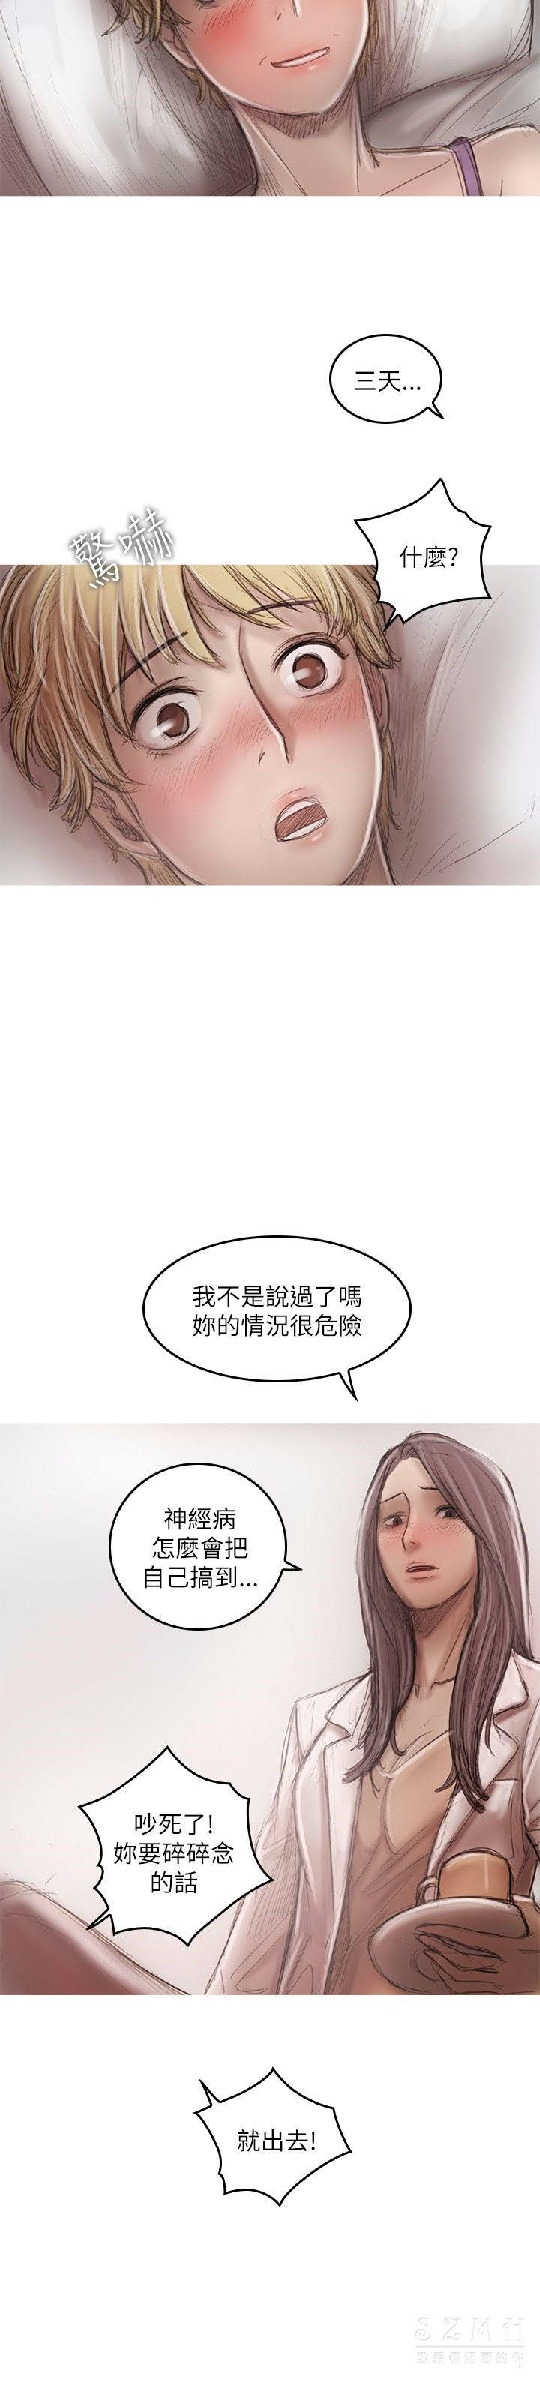 三天...
什麼?
驚嚇
我不是說過了嗎
妳的情況很危險
神經病
怎麼會把
自己搞到...
吵死了!
妳要碎碎念
的話
就出去!
SZMH